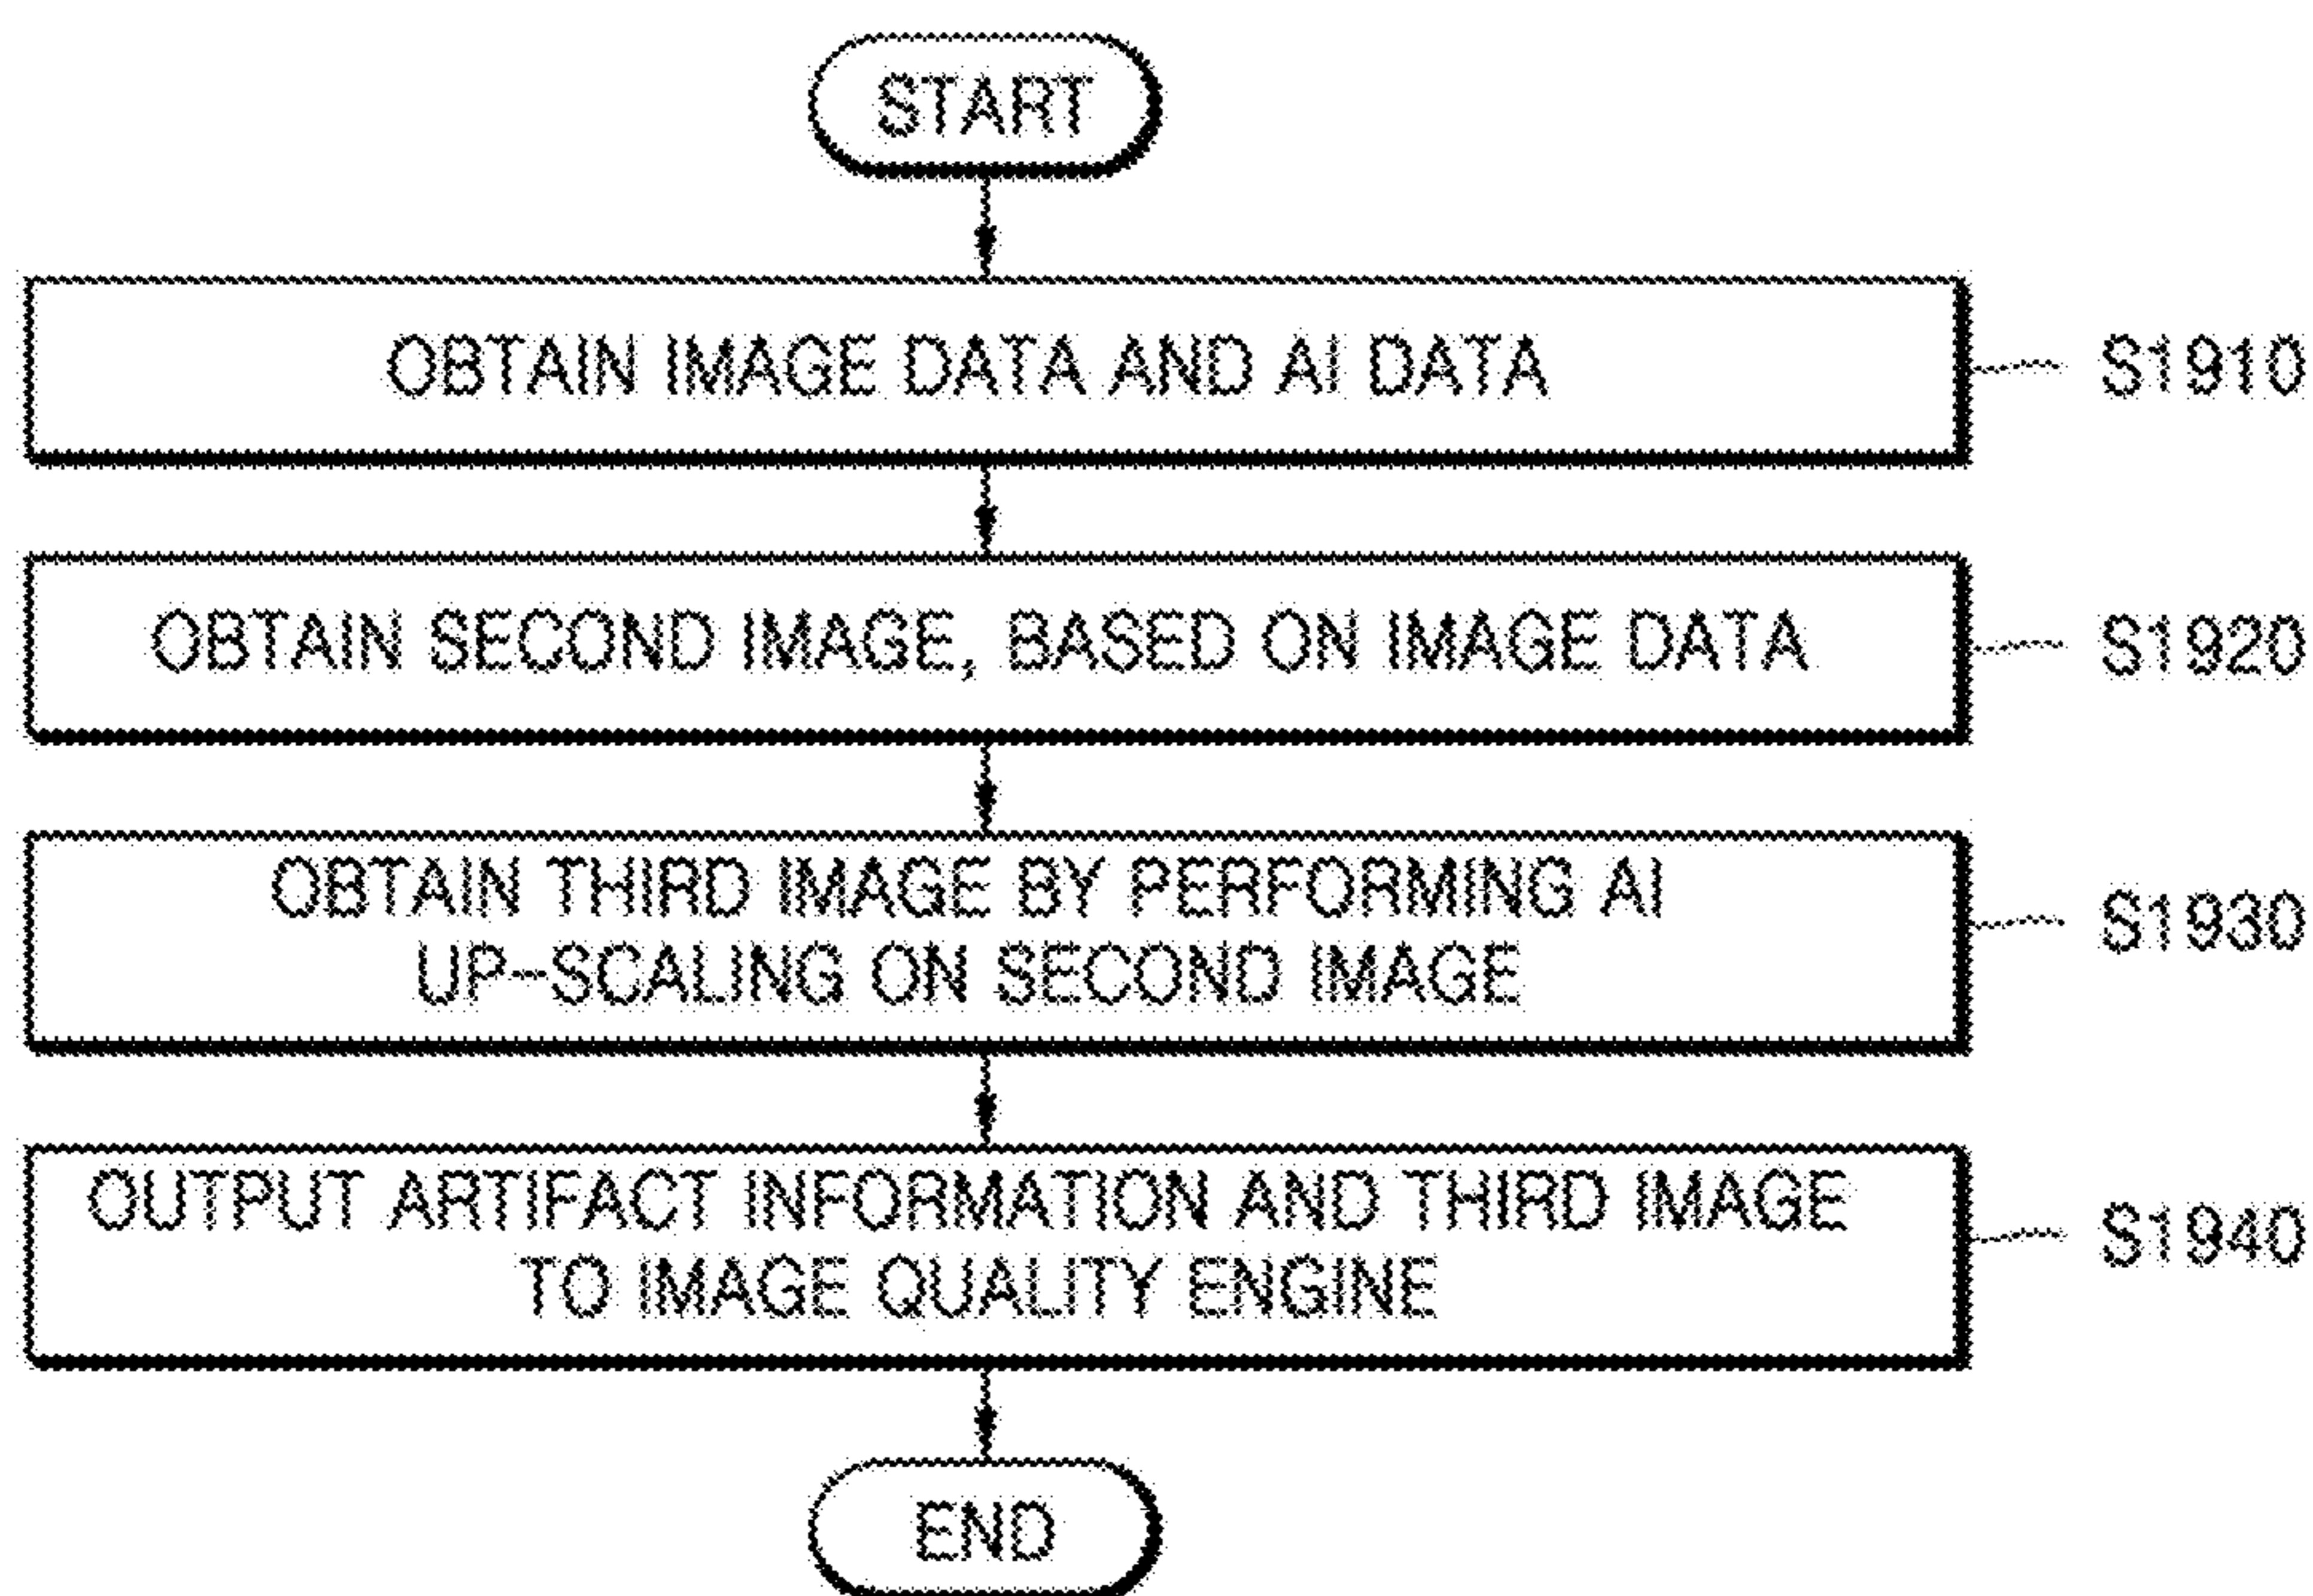 START
OBTAIN IMAGE DATA AND AI DATA
S1910
OBTAIN SECOND IMAGE, BASED ON IMAGE DATA
S1920
OBTAIN THIRD IMAGE BY PERFORMING AI
UP-SCALING ON SECOND IMAGE
S1930
OUTPUT ARTIFACT INFORMATION AND THIRD IMAGE
TO IMAGE QUALITY ENGINE
S1940
END